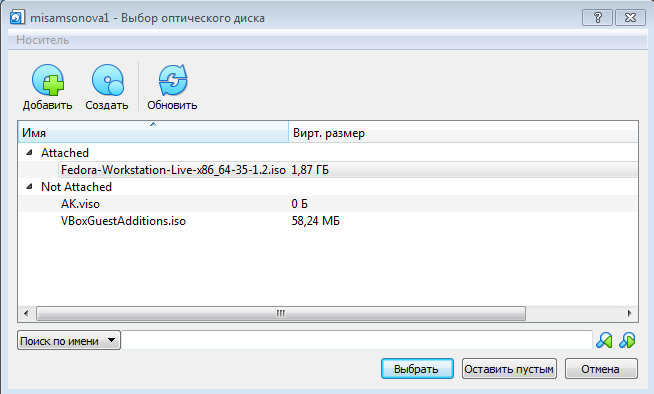 misamsonova1 - Выбор оптического диска
Носитель
Добавить Создать Обновить
Имя Вирт. размер
Attached
Fedora-Workstation-Live-x86_64-35-1.2.iso 1,87 ГБ
Not Attached
AK.viso 0 Б
VBoxGuestAdditions.iso 58,24 МБ
Поиск по имени
Выбрать Оставить пустым Отмена